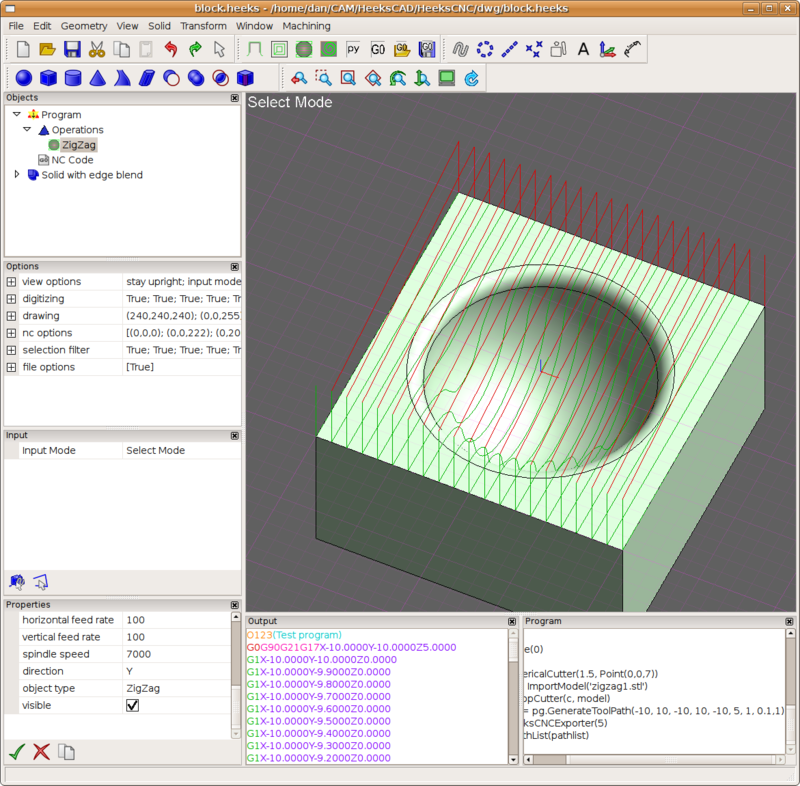 block.heeks - /home/dan/CAM/HeeksCAD/HeeksCNC/dwg/block.heeks
File Edit Geometry View Solid Transform Window Machining
py G0
A
Objects
Select Mode
Program
Operations
ZigZag
NC Code
Solid with edge blend
Options
view options stay upright; input mode
digitizing True; True; True; True; Tr
drawing (240,240,240); (0,0,255
nc options [(0,0,0); (0,0,222); (0,20
selection filter True; True; True; True; Tr
file options [True]
Input
Input Mode Select Mode
Properties
horizontal feed rate 100
vertical feed rate 100
spindle speed 7000
direction Y
object type ZigZag
visible
Output
O123(Test program)
G0G90G21G17X-10.0000Y-10.0000Z5.0000
G1X-10.0000Y-10.0000Z0.0000
G1X-10.0000Y-9.9000Z0.0000
G1X-10.0000Y-9.8000Z0.0000
G1X-10.0000Y-9.7000Z0.0000
G1X-10.0000Y-9.6000Z0.0000
G1X-10.0000Y-9.5000Z0.0000
G1X-10.0000Y-9.4000Z0.0000
G1X-10.0000Y-9.3000Z0.0000
G1X-10.0000Y-9.2000Z0.0000
Program
e(0)
ericalCutter(1.5, Point(0,0,7))
ImportModel('zigzag1.stl')
opCutter(c, model)
= pg.GenerateToolPath(-10, 10, -10, 10, -10, 5, 1, 0.1,1)
ksCNCExporter(5)
thList(pathlist)